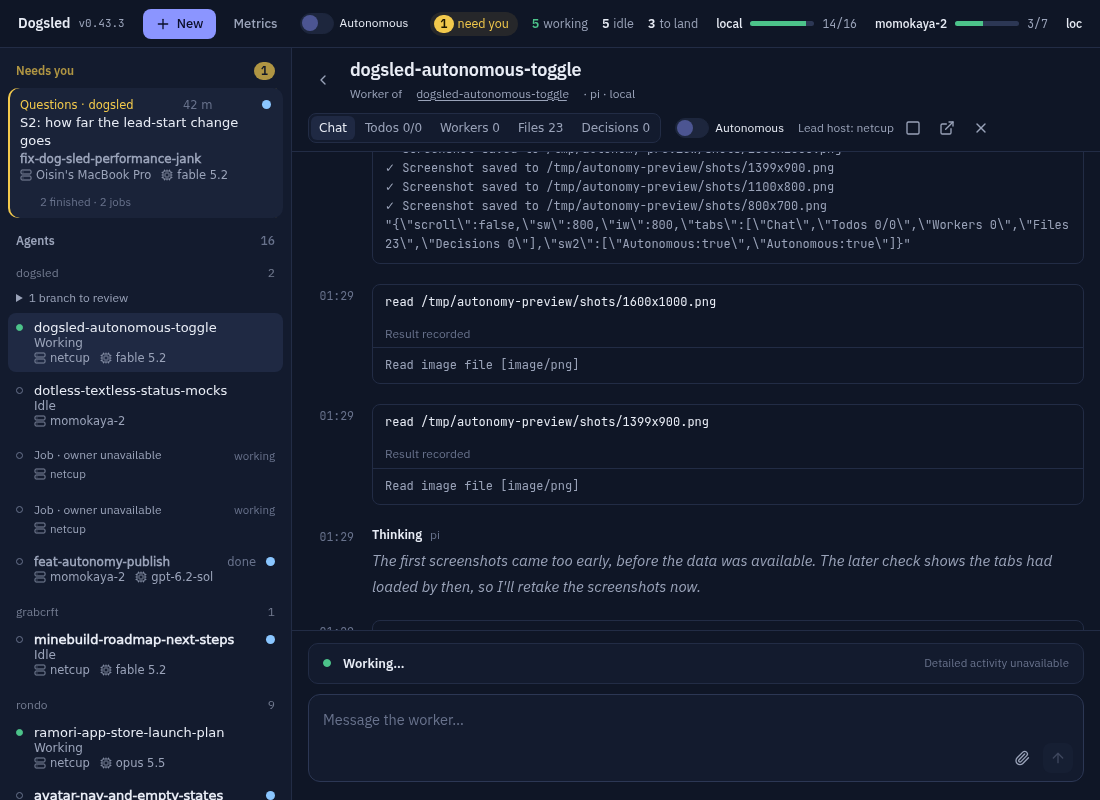 Dogsled v0.43.3
New
Metrics
Autonomous
1 need you
5 working 5 idle 3 to land
local 14/16
momokaya-2 3/7
loc
Needs you 1
Questions · dogsled 42 m
S2: how far the lead-start change
goes
fix-dog-sled-performance-jank
Oisin's MacBook Pro fable 5.2
2 finished · 2 jobs
Agents 16
dogsled 2
1 branch to review
dogsled-autonomous-toggle
Working
netcup fable 5.2
dotless-textless-status-mocks
Idle
momokaya-2
Job · owner unavailable working
netcup
Job · owner unavailable working
netcup
feat-autonomy-publish done
momokaya-2 gpt-6.2-sol
grabcrft 1
minebuild-roadmap-next-steps
Idle
netcup fable 5.2
rondo 9
ramori-app-store-launch-plan
Working
netcup opus 5.5
avatar-nav-and-empty-states
dogsled-autonomous-toggle
Worker of dogsled-autonomous-toggle · pi · local
Chat Todos 0/0 Workers 0 Files 23 Decisions 0
Autonomous Lead host: netcup
✓ Screenshot saved to /tmp/autonomy-preview/shots/1399x900.png
✓ Screenshot saved to /tmp/autonomy-preview/shots/1100x800.png
✓ Screenshot saved to /tmp/autonomy-preview/shots/800x700.png
"{\"scroll\":false,\"sw\":800,\"iw\":800,\"tabs\":[\"Chat\",\"Todos 0/0\",\"Workers 0\",\"Files
23\",\"Decisions 0\"],\"sw2\":[\"Autonomous:true\",\"Autonomous:true\"]}"
01:29
read /tmp/autonomy-preview/shots/1600x1000.png
Result recorded
Read image file [image/png]
01:29
read /tmp/autonomy-preview/shots/1399x900.png
Result recorded
Read image file [image/png]
01:29
Thinking pi
The first screenshots came too early, before the data was available. The later check shows the tabs had
loaded by then, so I'll retake the screenshots now.
Working...
Detailed activity unavailable
Message the worker...